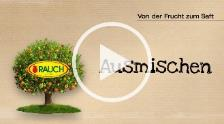 Von der Frucht zum Saft
RAUCH
Ausmischen